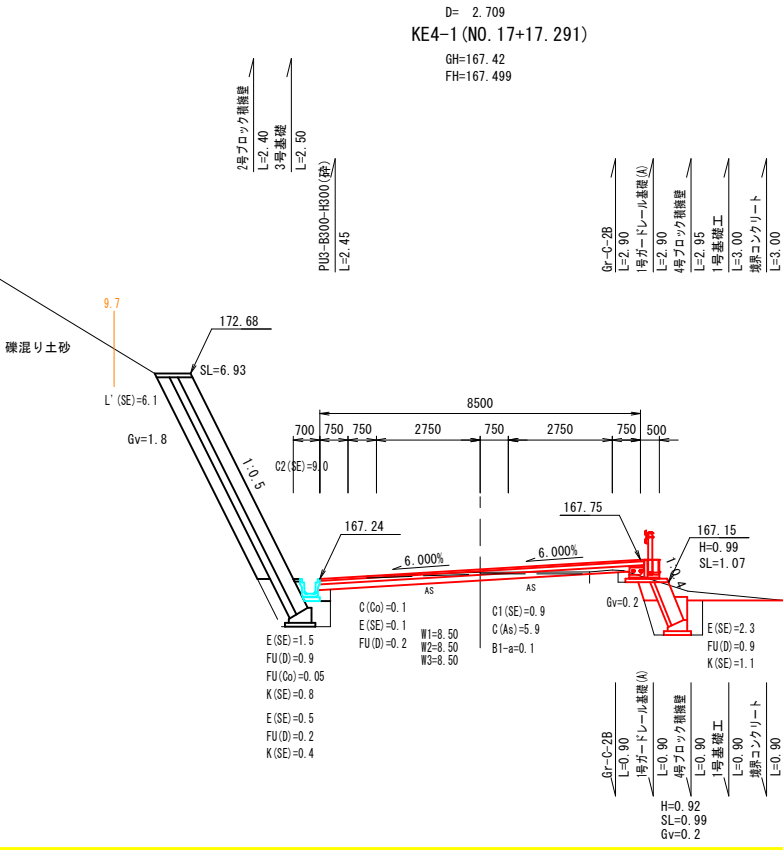 D= 2.709
KE4-1(NO.17+17.291)
GH=167.42
FH=167.499
2号ブロック積擁壁
L=2.40
3号基礎
L=2.50
PU3-B300-H300(砕)
L=2.45
Gr-C-2B
L=2.90
1号ガードレール基礎(A)
L=2.90
4号ブロック積擁壁
L=2.95
1号基礎工
L=3.00
境界コンクリート
L=3.00
9.7
礫混り土砂
172.68
SL=6.93
L'(SE)=6.1
Gv=1.8
1:0.5
C2(SE)=9.0
8500
700 750 750 2750 750 2750 750 500
167.24
167.75
167.15
H=0.99
SL=1.07
6.000%
6.000%
1:0.4
AS
AS
Gv=0.2
C(Co)=0.1
E(SE)=0.1
FU(D)=0.2
W1=8.50
W2=8.50
W3=8.50
C1(SE)=0.9
C(As)=5.9
B1-a=0.1
E(SE)=2.3
FU(D)=0.9
K(SE)=1.1
E(SE)=1.5
FU(D)=0.9
FU(Co)=0.05
K(SE)=0.8
E(SE)=0.5
FU(D)=0.2
K(SE)=0.4
Gr-C-2B
L=0.90
1号ガードレール基礎(A)
L=0.90
4号ブロック積擁壁
L=0.90
1号基礎工
L=0.90
境界コンクリート
L=0.90
H=0.92
SL=0.99
Gv=0.2